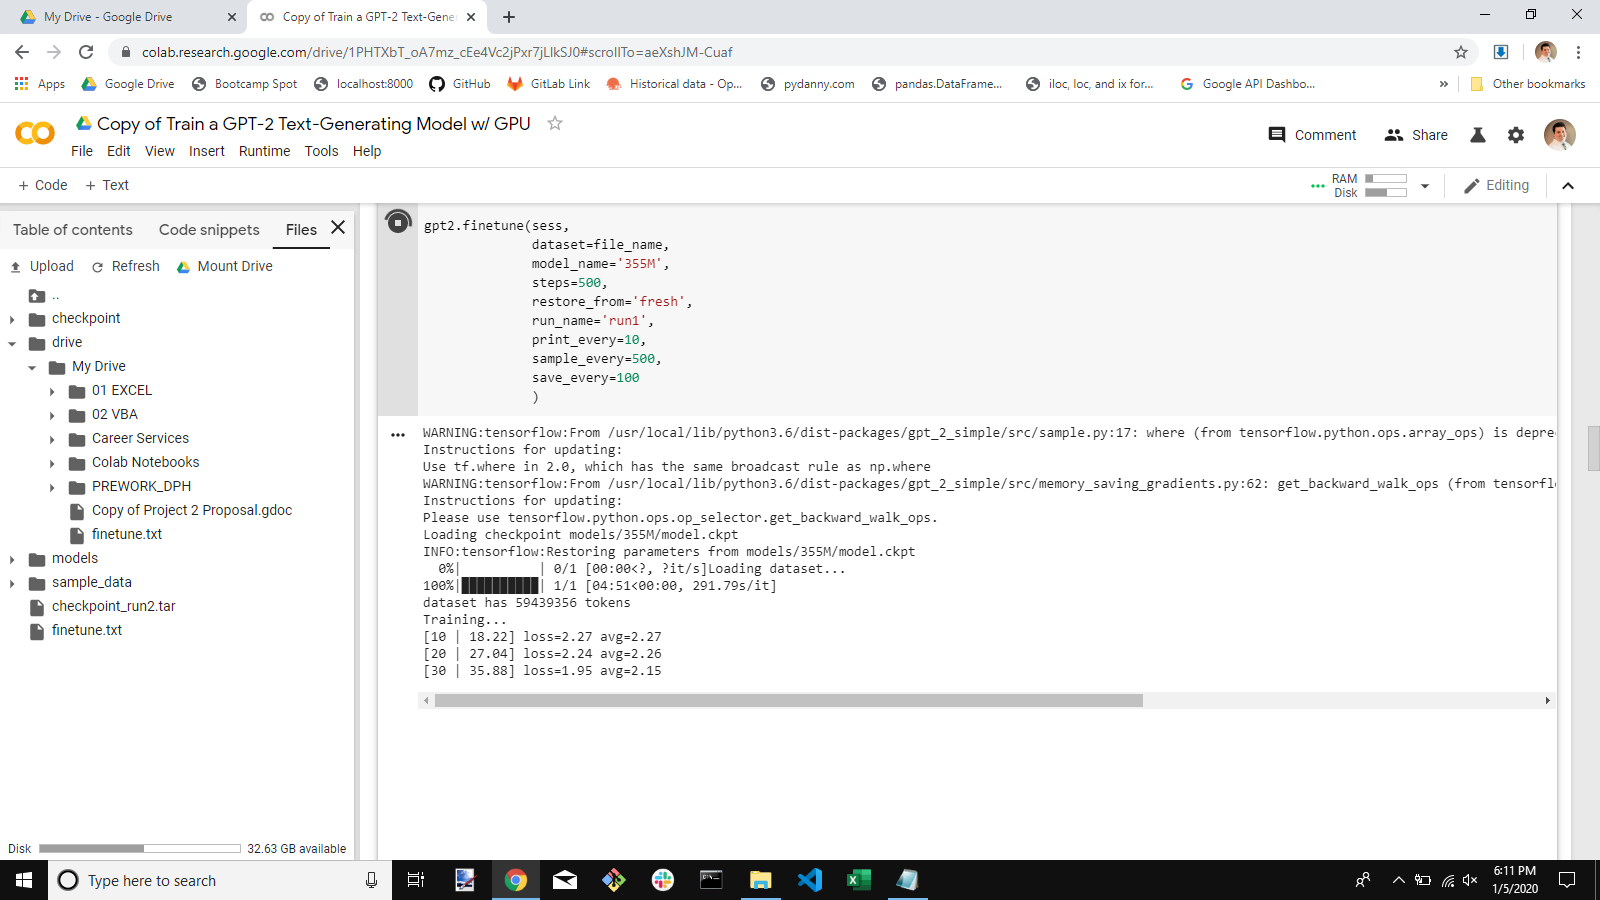 My Drive - Google Drive
Copy of Train a GPT-2 Text-Gener
colab.research.google.com/drive/1PHTXbT_oA7mz_cEe4Vc2jPxr7jLlkSJ0#scrollTo=aeXshJM-Cuaf
Apps
Google Drive
Bootcamp Spot
localhost:8000
GitHub
GitLab Link
Historical data - Op...
pydanny.com
pandas.DataFrame...
iloc, loc, and ix for...
Google API Dashbo...
»
Other bookmarks
Copy of Train a GPT-2 Text-Generating Model w/ GPU
File Edit View Insert Runtime Tools Help
Comment
Share
+ Code + Text
RAM
Disk
Editing
Table of contents Code snippets Files
Upload Refresh Mount Drive
..
checkpoint
drive
My Drive
01 EXCEL
02 VBA
Career Services
Colab Notebooks
PREWORK_DPH
Copy of Project 2 Proposal.gdoc
finetune.txt
models
sample_data
checkpoint_run2.tar
finetune.txt
Disk 32.63 GB available
gpt2.finetune(sess,
dataset=file_name,
model_name='355M',
steps=500,
restore_from='fresh',
run_name='run1',
print_every=10,
sample_every=500,
save_every=100
)
WARNING:tensorflow:From /usr/local/lib/python3.6/dist-packages/gpt_2_simple/src/sample.py:17: where (from tensorflow.python.ops.array_ops) is depre
Instructions for updating:
Use tf.where in 2.0, which has the same broadcast rule as np.where
WARNING:tensorflow:From /usr/local/lib/python3.6/dist-packages/gpt_2_simple/src/memory_saving_gradients.py:62: get_backward_walk_ops (from tensorfl
Instructions for updating:
Please use tensorflow.python.ops.op_selector.get_backward_walk_ops.
Loading checkpoint models/355M/model.ckpt
INFO:tensorflow:Restoring parameters from models/355M/model.ckpt
0%| | 0/1 [00:00<?, ?it/s]Loading dataset...
100%|██████████| 1/1 [04:51<00:00, 291.79s/it]
dataset has 59439356 tokens
Training...
[10 | 18.22] loss=2.27 avg=2.27
[20 | 27.04] loss=2.24 avg=2.26
[30 | 35.88] loss=1.95 avg=2.15
Type here to search
6:11 PM
1/5/2020